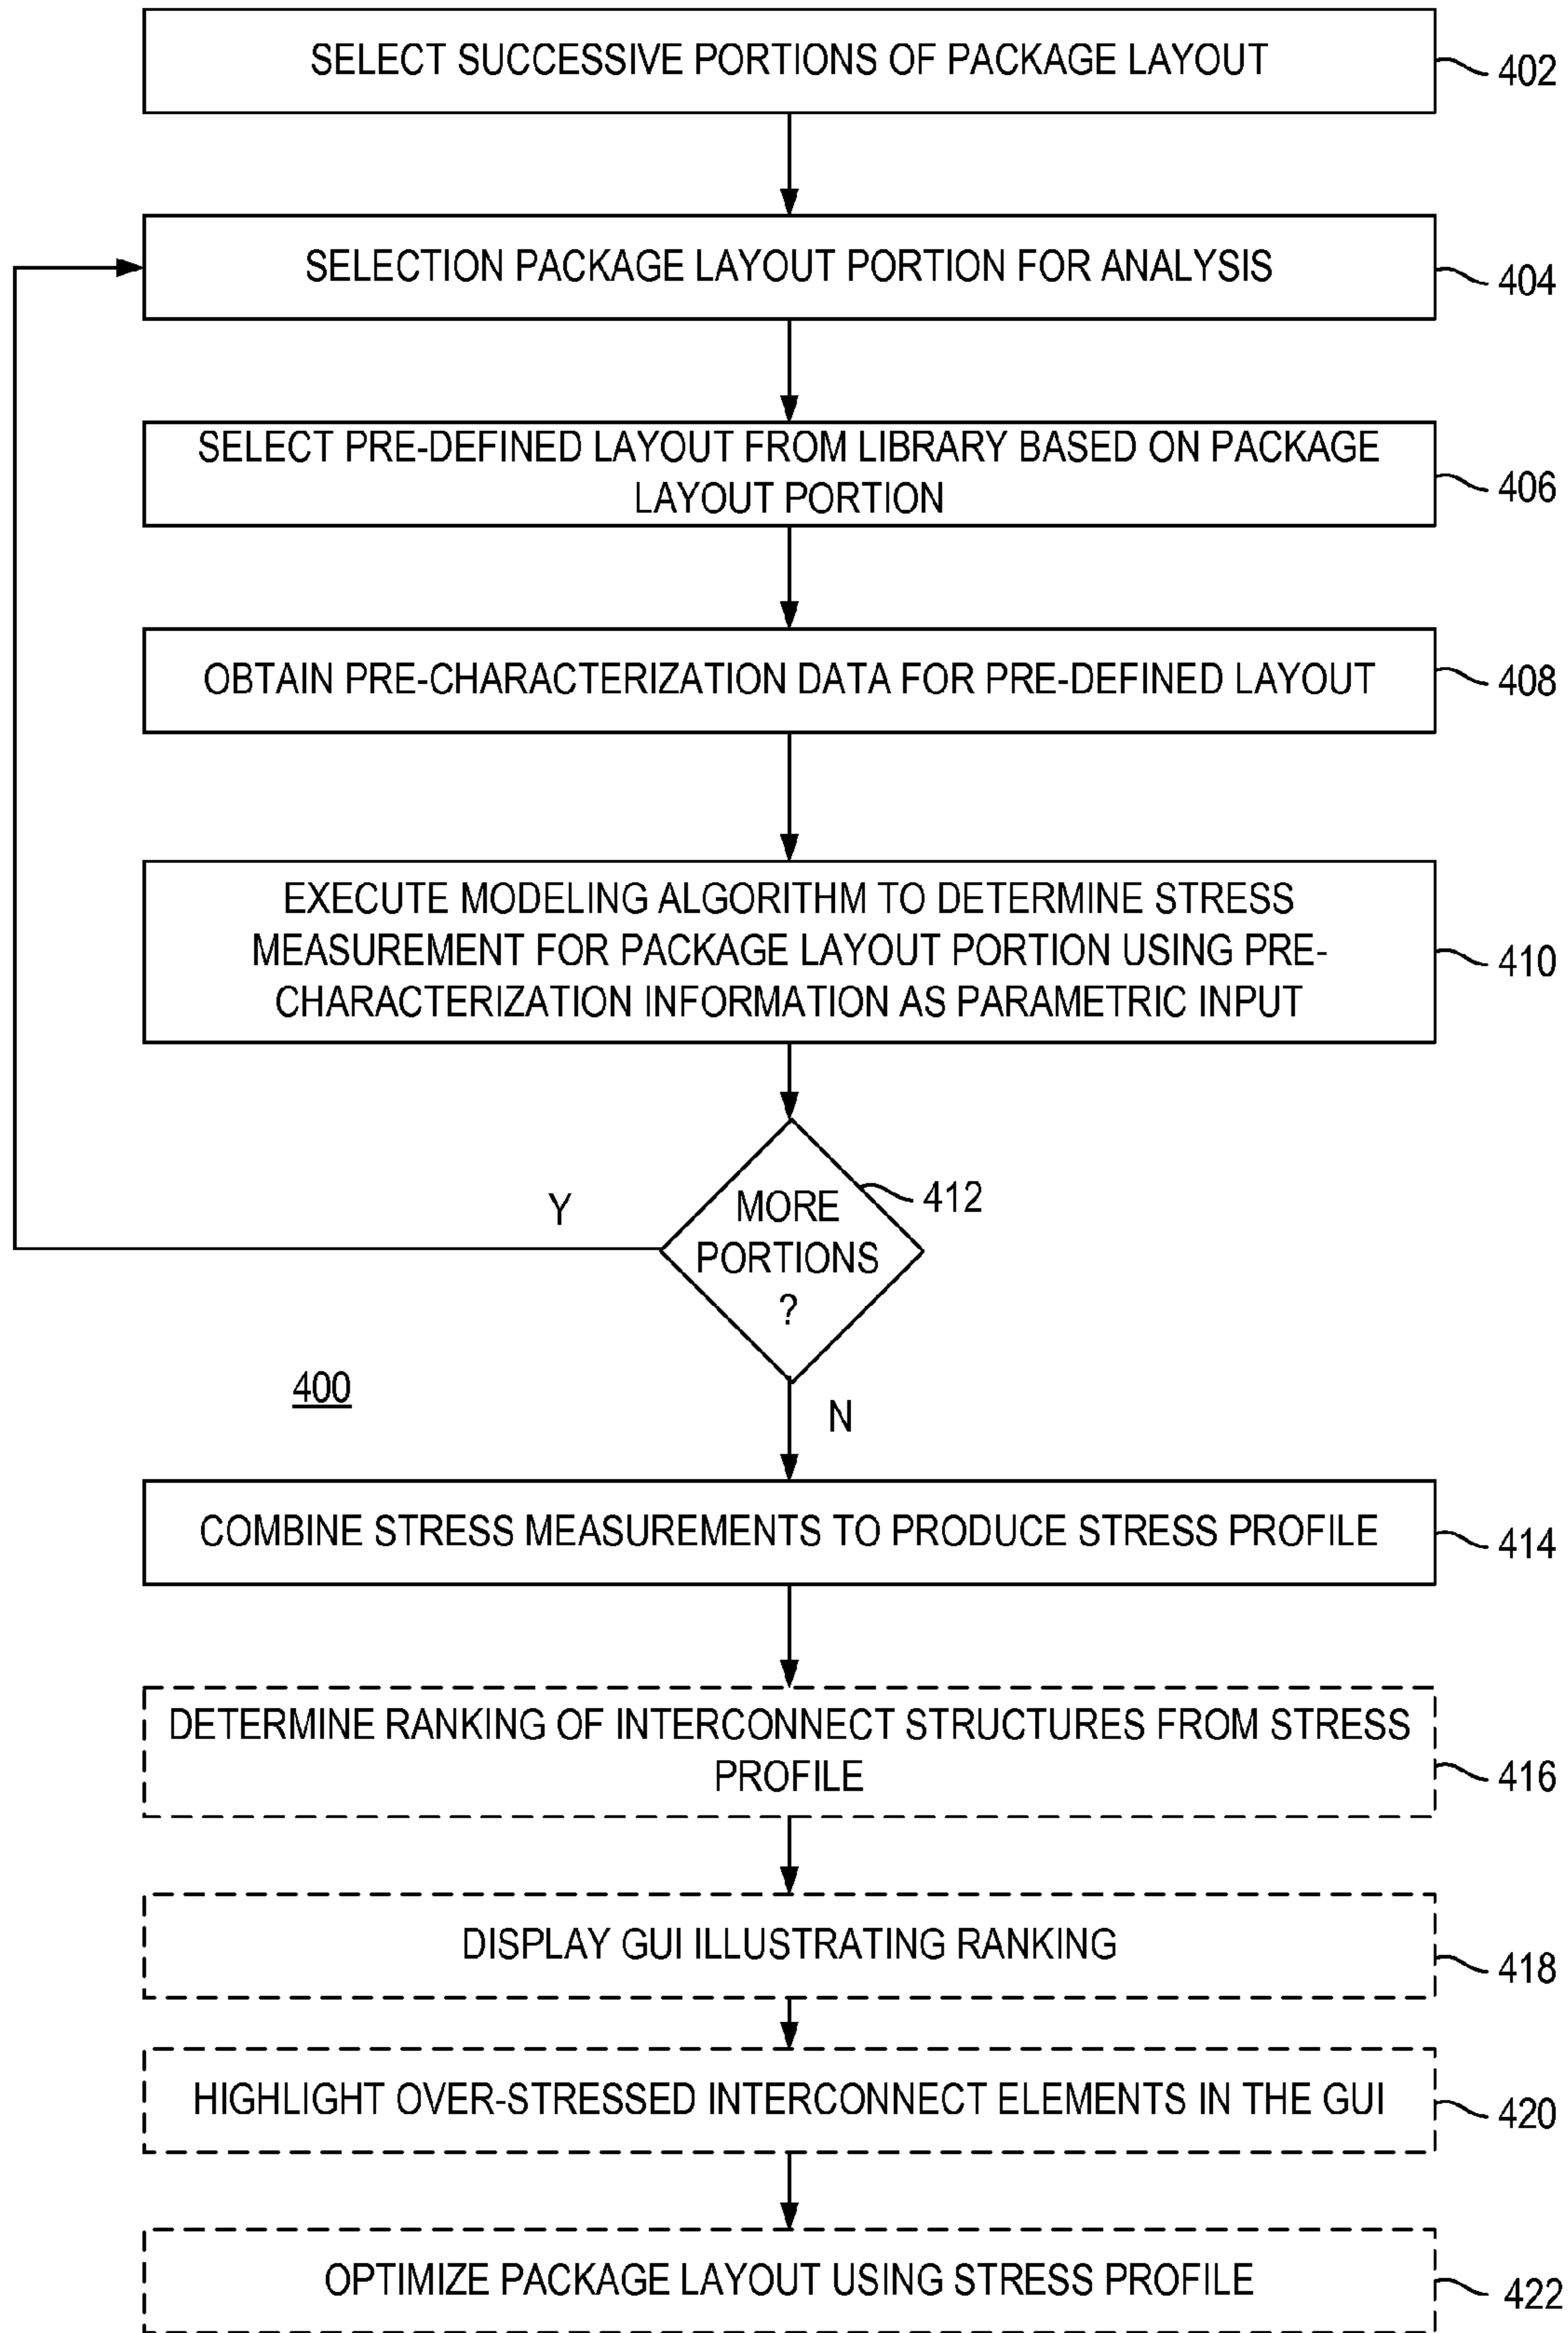 SELECT SUCCESSIVE PORTIONS OF PACKAGE LAYOUT
402
SELECTION PACKAGE LAYOUT PORTION FOR ANALYSIS
404
SELECT PRE-DEFINED LAYOUT FROM LIBRARY BASED ON PACKAGE
LAYOUT PORTION
406
OBTAIN PRE-CHARACTERIZATION DATA FOR PRE-DEFINED LAYOUT
408
EXECUTE MODELING ALGORITHM TO DETERMINE STRESS
MEASUREMENT FOR PACKAGE LAYOUT PORTION USING PRE-
CHARACTERIZATION INFORMATION AS PARAMETRIC INPUT
410
MORE
PORTIONS
?
412
Y
400
N
COMBINE STRESS MEASUREMENTS TO PRODUCE STRESS PROFILE
414
DETERMINE RANKING OF INTERCONNECT STRUCTURES FROM STRESS
PROFILE
416
DISPLAY GUI ILLUSTRATING RANKING
418
HIGHLIGHT OVER-STRESSED INTERCONNECT ELEMENTS IN THE GUI
420
OPTIMIZE PACKAGE LAYOUT USING STRESS PROFILE
422